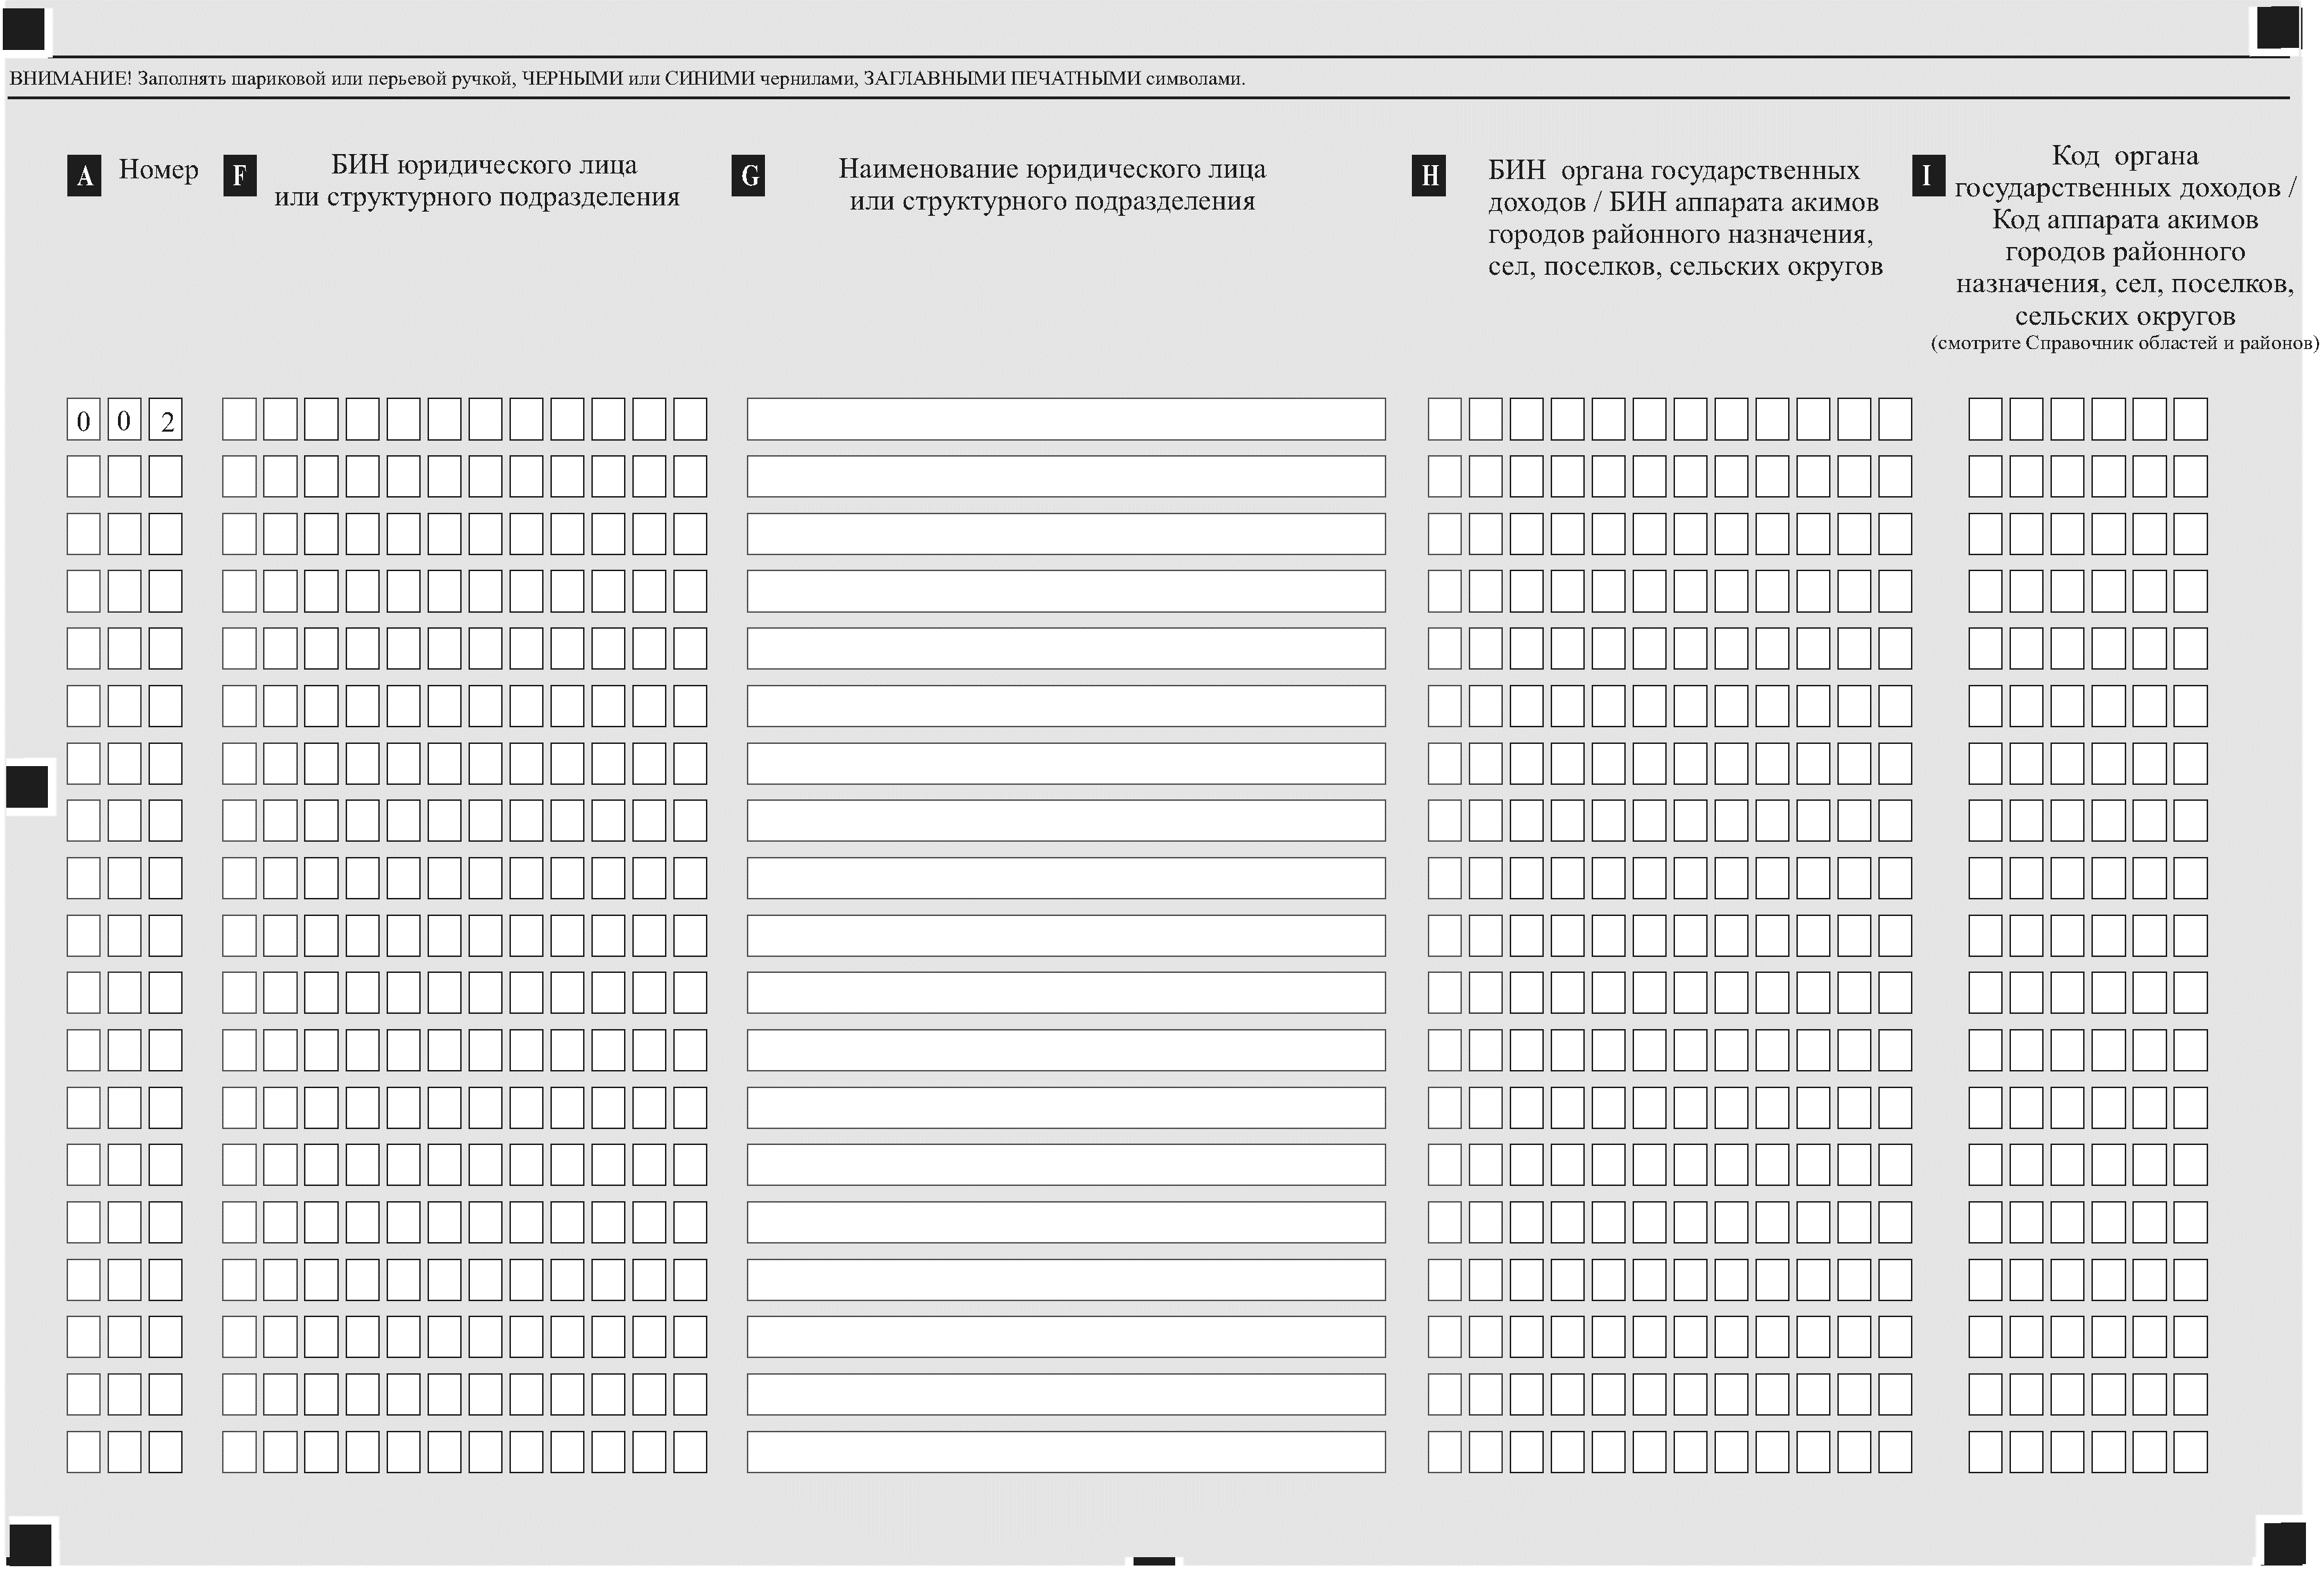 ВНИМАНИЕ! Заполнять шариковой или перьевой ручкой, ЧЕРНЫМИ или СИНИМИ чернилами, ЗАГЛАВНЫМИ ПЕЧАТНЫМИ символами.
A Номер
F БИН юридического лица
или структурного подразделения
G Наименование юридического лица
или структурного подразделения
H БИН органа государственных
доходов / БИН аппарата акимов
городов районного назначения,
сел, поселков, сельских округов
I Код органа
государственных доходов /
Код аппарата акимов
городов районного
назначения, сел, поселков,
сельских округов
(смотрите Справочник областей и районов)
0 0 2